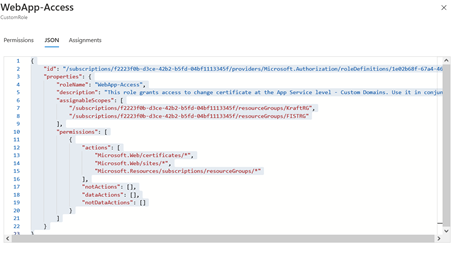 WebApp-Access
CustomRole
Permissions JSON Assignments
1 {
2 "id": "/subscriptions/f2223f0b-d3ce-42b2-b5fd-04bf1113345f/providers/Microsoft.Authorization/roleDefinitions/1e02b68f-67a4-
3 "properties": {
4 "roleName": "WebApp-Access",
5 "description": "This role grants access to change certificate at the App Service level - Custom Domains. Use it in conjun
6 "assignableScopes": [
7 "/subscriptions/f2223f0b-d3ce-42b2-b5fd-04bf1113345f/resourceGroups/KraftRG",
8 "/subscriptions/f2223f0b-d3ce-42b2-b5fd-04bf1113345f/resourceGroups/FISTRG"
9 ],
10 "permissions": [
11 {
12 "actions": [
13 "Microsoft.Web/certificates/*",
14 "Microsoft.Web/sites/*",
15 "Microsoft.Resources/subscriptions/resourceGroups/*"
16 ],
17 "notActions": [],
18 "dataActions": [],
19 "notDataActions": []
20 }
21 ]
22 }
23 }